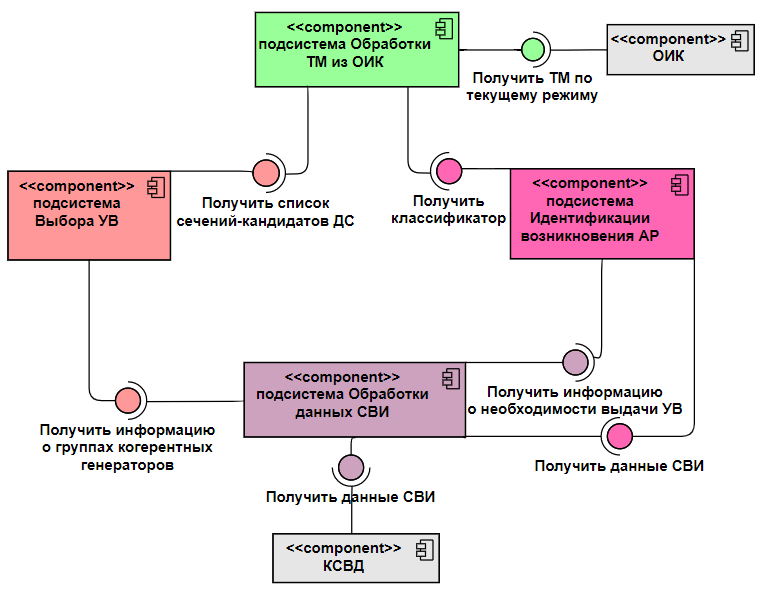 <<component>>
подсистема Обработки
ТМ из ОИК
<<component>>
ОИК
Получить ТМ по
текущему режиму
<<component>>
подсистема
Выбора УВ
Получить список
сечений-кандидатов ДС
Получить
классификатор
<<component>>
подсистема
Идентификации
возникновения АР
<<component>>
подсистема Обработки
данных СВИ
Получить информацию
о необходимости выдачи УВ
Получить информацию
о группах когерентных
генераторов
Получить данные СВИ
Получить данные СВИ
<<component>>
КСВД